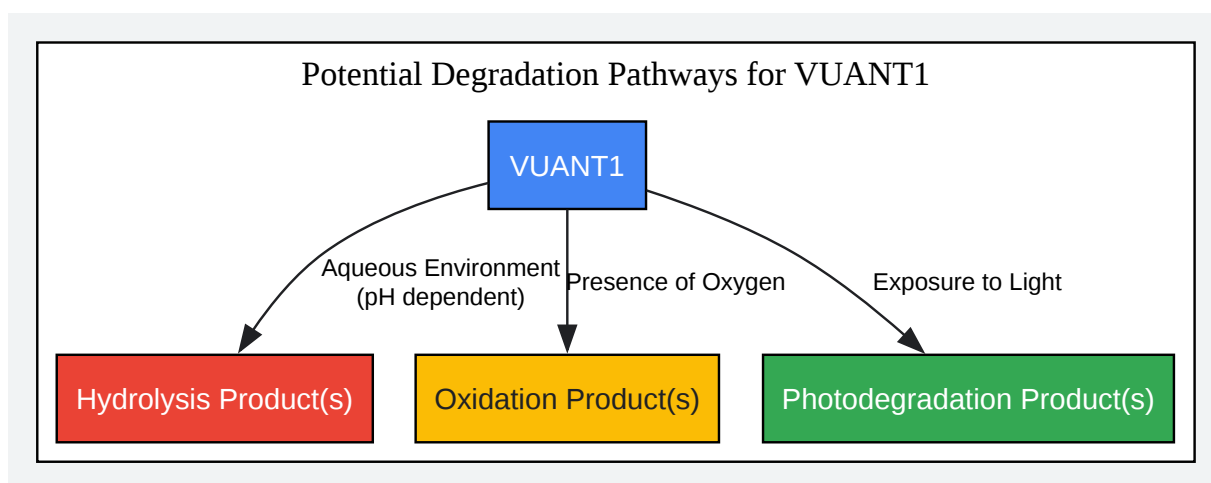 Potential Degradation Pathways for VUANT1
VUANT1
Aqueous Environment
(pH dependent)
Presence of Oxygen
Exposure to Light
Hydrolysis Product(s)
Oxidation Product(s)
Photodegradation Product(s)